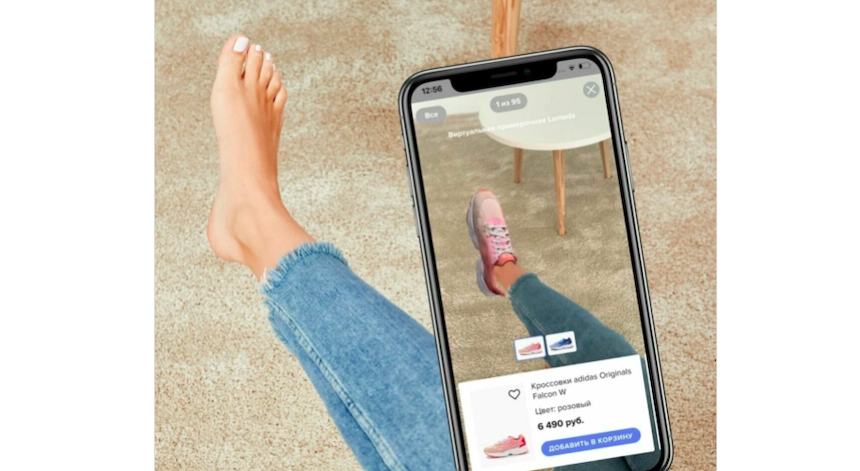 12:56
Все
1 из 95
Виртуальная примерочная Lamoda
Кроссовки adidas Originals
Falcon W
Цвет: розовый
6 490 руб.
ДОБАВИТЬ В КОРЗИНУ